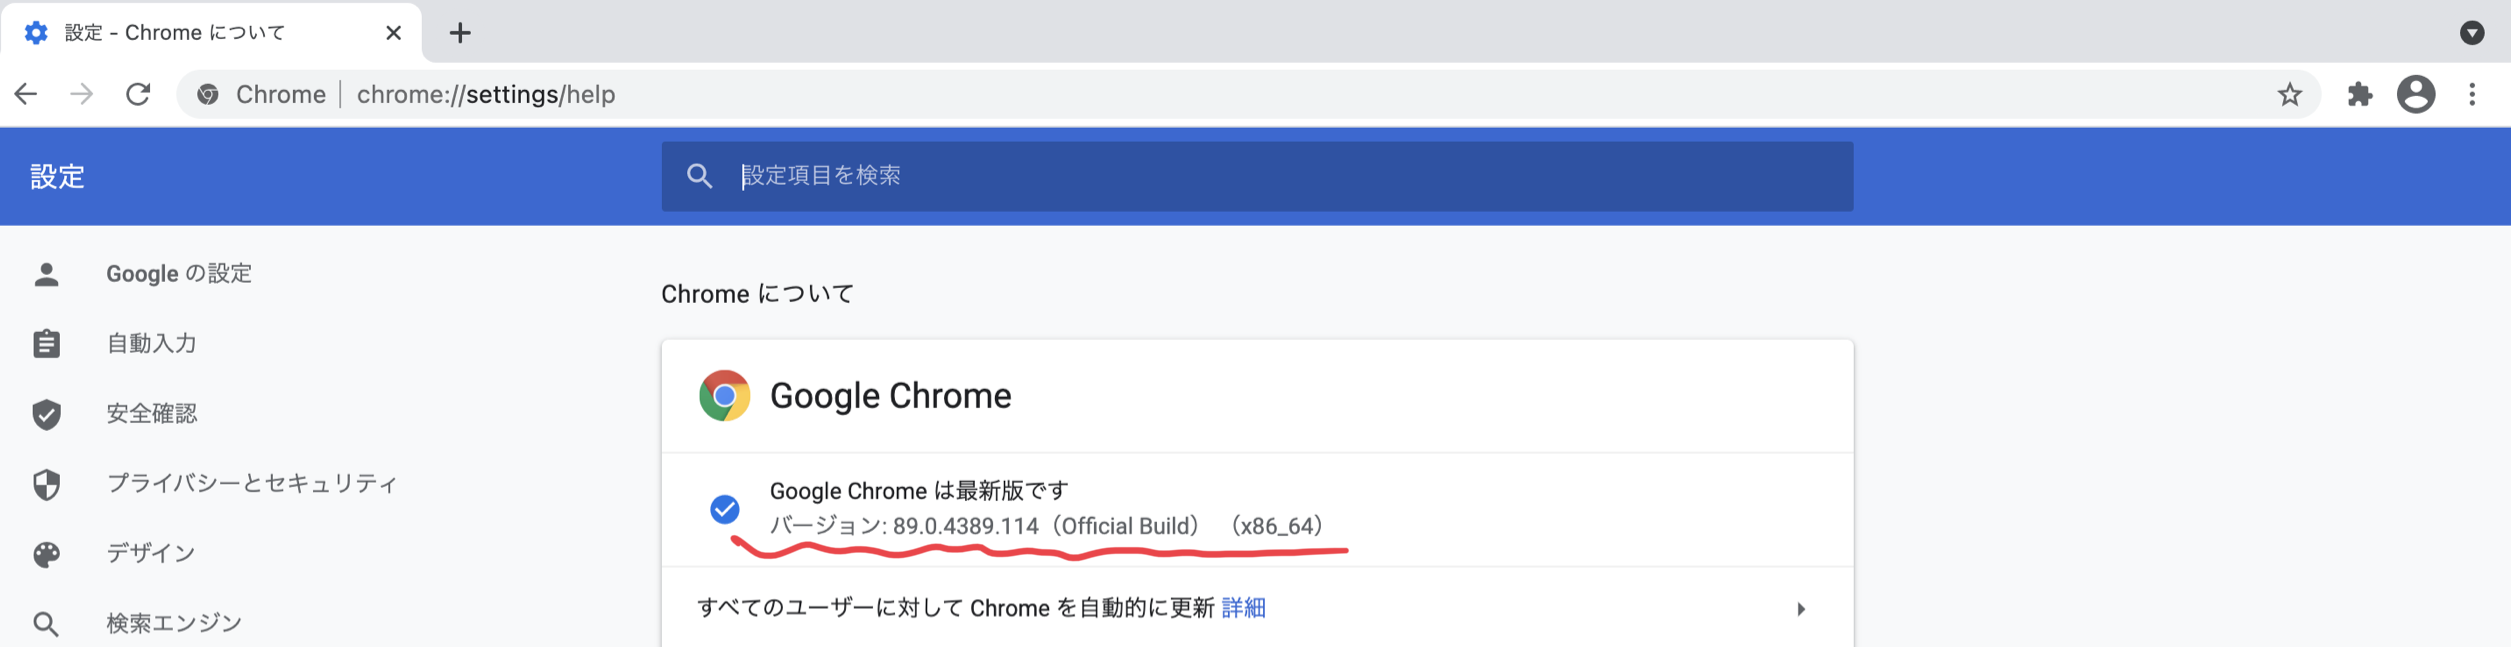 設定 - Chrome について
Chrome
chrome://settings/help
設定
設定項目を検索
Google の設定
自動入力
安全確認
プライバシーとセキュリティ
デザイン
検索エンジン
Chrome について
Google Chrome
Google Chrome は最新版です
バージョン: 89.0.4389.114（Official Build） （x86_64）
すべてのユーザーに対して Chrome を自動的に更新 詳細